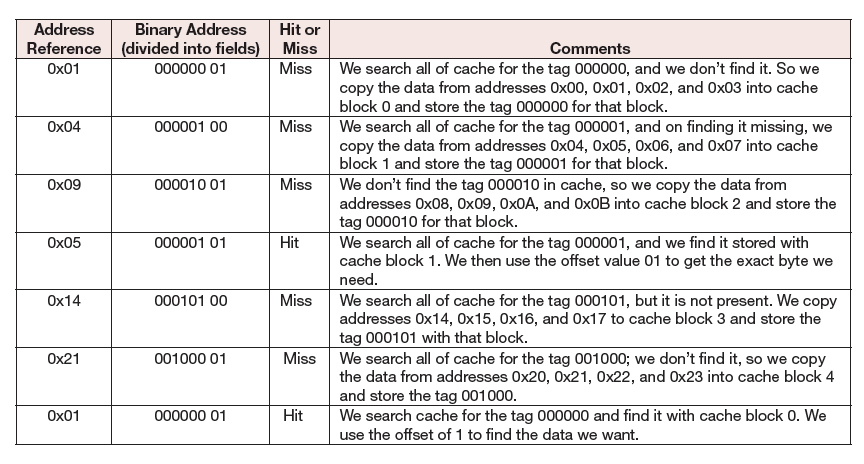 Address Binary Address Hit or
Reference (divided into fields) Miss Comments
0x01 000000 01 Miss We search all of cache for the tag 000000, and we don’t find it. So we
copy the data from addresses 0x00, 0x01, 0x02, and 0x03 into cache
block 0 and store the tag 000000 for that block.
0x04 000001 00 Miss We search all of cache for the tag 000001, and on finding it missing, we
copy the data from addresses 0x04, 0x05, 0x06, and 0x07 into cache
block 1 and store the tag 000001 for that block.
0x09 000010 01 Miss We don’t find the tag 000010 in cache, so we copy the data from
addresses 0x08, 0x09, 0x0A, and 0x0B into cache block 2 and store the
tag 000010 for that block.
0x05 000001 01 Hit We search all of cache for the tag 000001, and we find it stored with
cache block 1. We then use the offset value 01 to get the exact byte we
need.
0x14 000101 00 Miss We search all of cache for the tag 000101, but it is not present. We copy
addresses 0x14, 0x15, 0x16, and 0x17 to cache block 3 and store the
tag 000101 with that block.
0x21 001000 01 Miss We search all of cache for the tag 001000; we don’t find it, so we copy
the data from addresses 0x20, 0x21, 0x22, and 0x23 into cache block 4
and store the tag 001000.
0x01 000000 01 Hit We search cache for the tag 000000 and find it with cache block 0. We
use the offset of 1 to find the data we want.